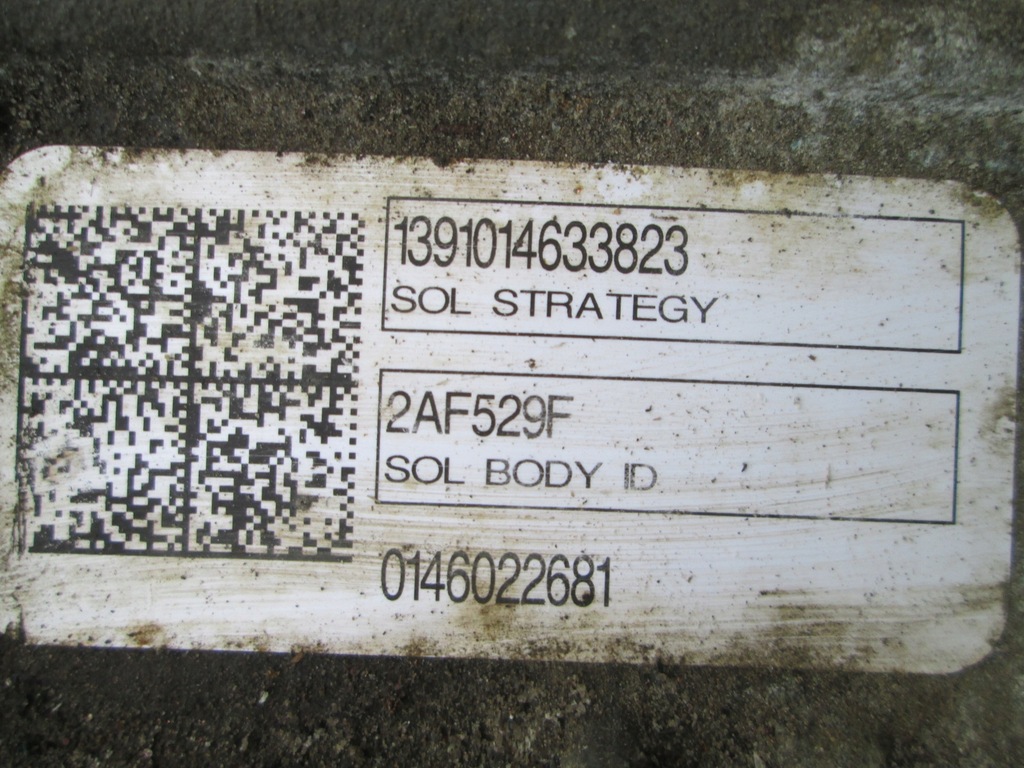 1391014633823
SOL STRATEGY
2AF529F
SOL BODY ID
0146022681